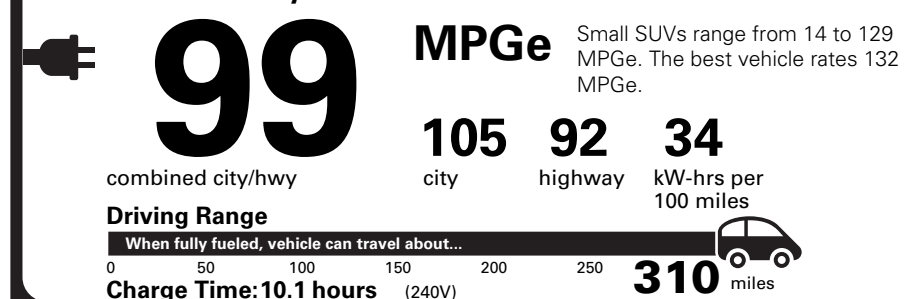 99
MPGe
Small SUVs range from 14 to 129
MPGe. The best vehicle rates 132
MPGe.
combined city/hwy
105
city
92
highway
34
kW-hrs per
100 miles
Driving Range
When fully fueled, vehicle can travel about...
0 50 100 150 200 250 310 miles
Charge Time: 10.1 hours (240V)